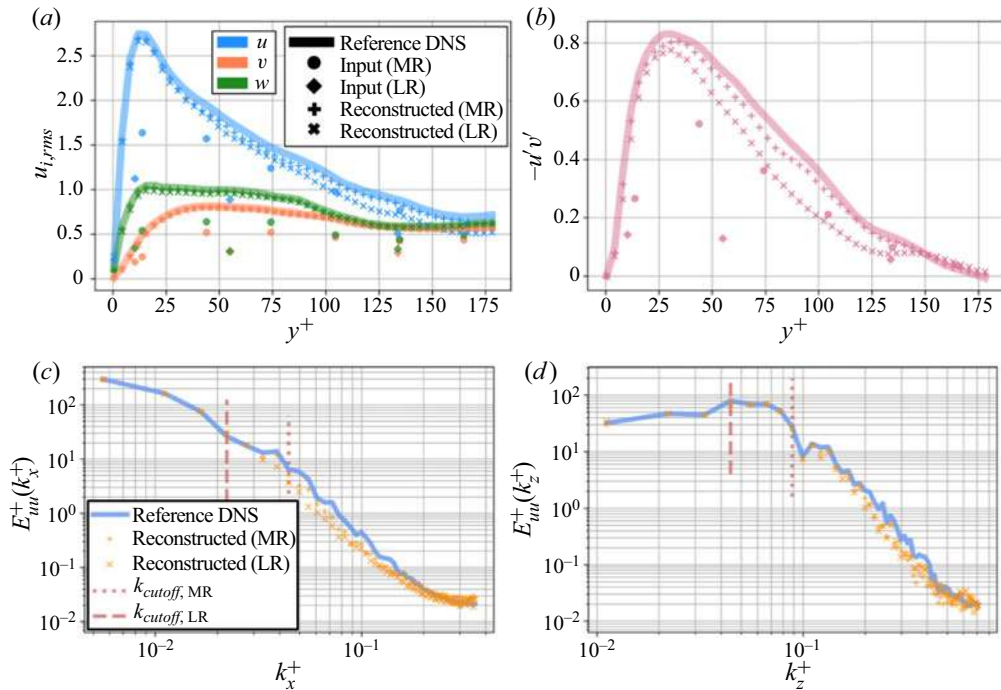 (a)
(b)
2.5
2.0
1.5
1.0
0.5
0
u_{i,rms}
u
v
w
Reference DNS
Input (MR)
Input (LR)
Reconstructed (MR)
Reconstructed (LR)
0 25 50 75 100 125 150 175
y^+
0.8
0.6
0.4
0.2
0
–u′v′
0 25 50 75 100 125 150 175
y^+
(c)
(d)
10^2
10^1
10^0
10^{−1}
10^{−2}
E^+_{uu}(k^+_x)
Reference DNS
Reconstructed (MR)
Reconstructed (LR)
k_{cutoff, MR}
k_{cutoff, LR}
10^{−2} 10^{−1}
k^+_x
10^2
10^1
10^0
10^{−1}
10^{−2}
E^+_{uu}(k^+_z)
10^{−2} 10^{−1}
k^+_z